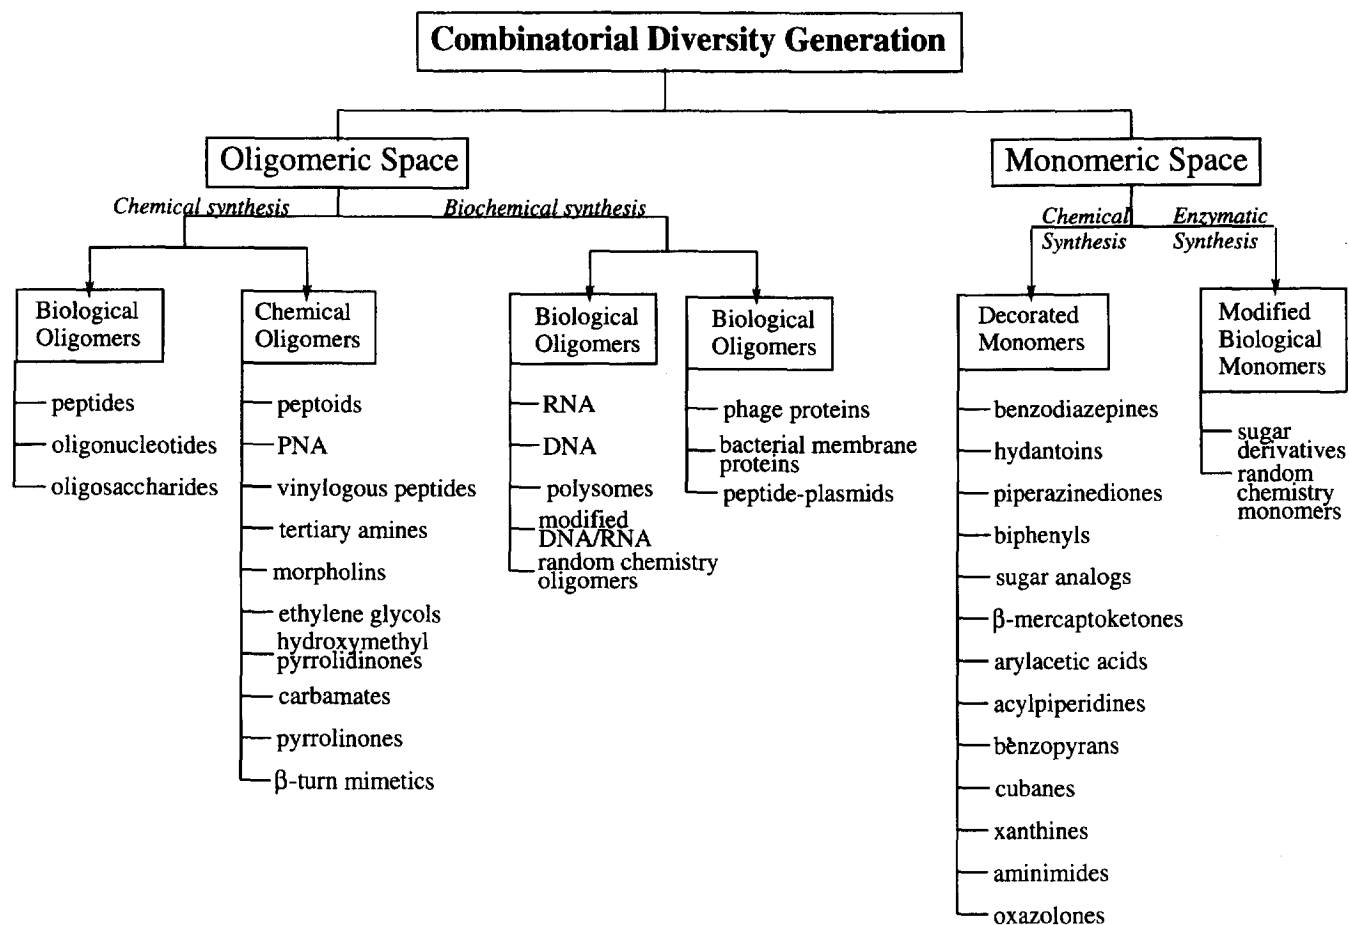 Combinatorial Diversity Generation
Oligomeric Space
Monomeric Space
Chemical synthesis
Biochemical synthesis
Chemical
Synthesis
Enzymatic
Synthesis
Biological
Oligomers
peptides
oligonucleotides
oligosaccharides
Chemical
Oligomers
peptoids
PNA
vinylogous peptides
tertiary amines
morpholins
ethylene glycols
hydroxymethyl
pyrrolidinones
carbamates
pyrrolinones
β-turn mimetics
Biological
Oligomers
RNA
DNA
polysomes
modified
DNA/RNA
random chemistry
oligomers
Biological
Oligomers
phage proteins
bacterial membrane
proteins
peptide-plasmids
Decorated
Monomers
benzodiazepines
hydantoins
piperazinediones
biphenyls
sugar analogs
β-mercaptoketones
arylacetic acids
acylpiperidines
benzopyrans
cubanes
xanthines
aminimides
oxazolones
Modified
Biological
Monomers
sugar
derivatives
random
chemistry
monomers